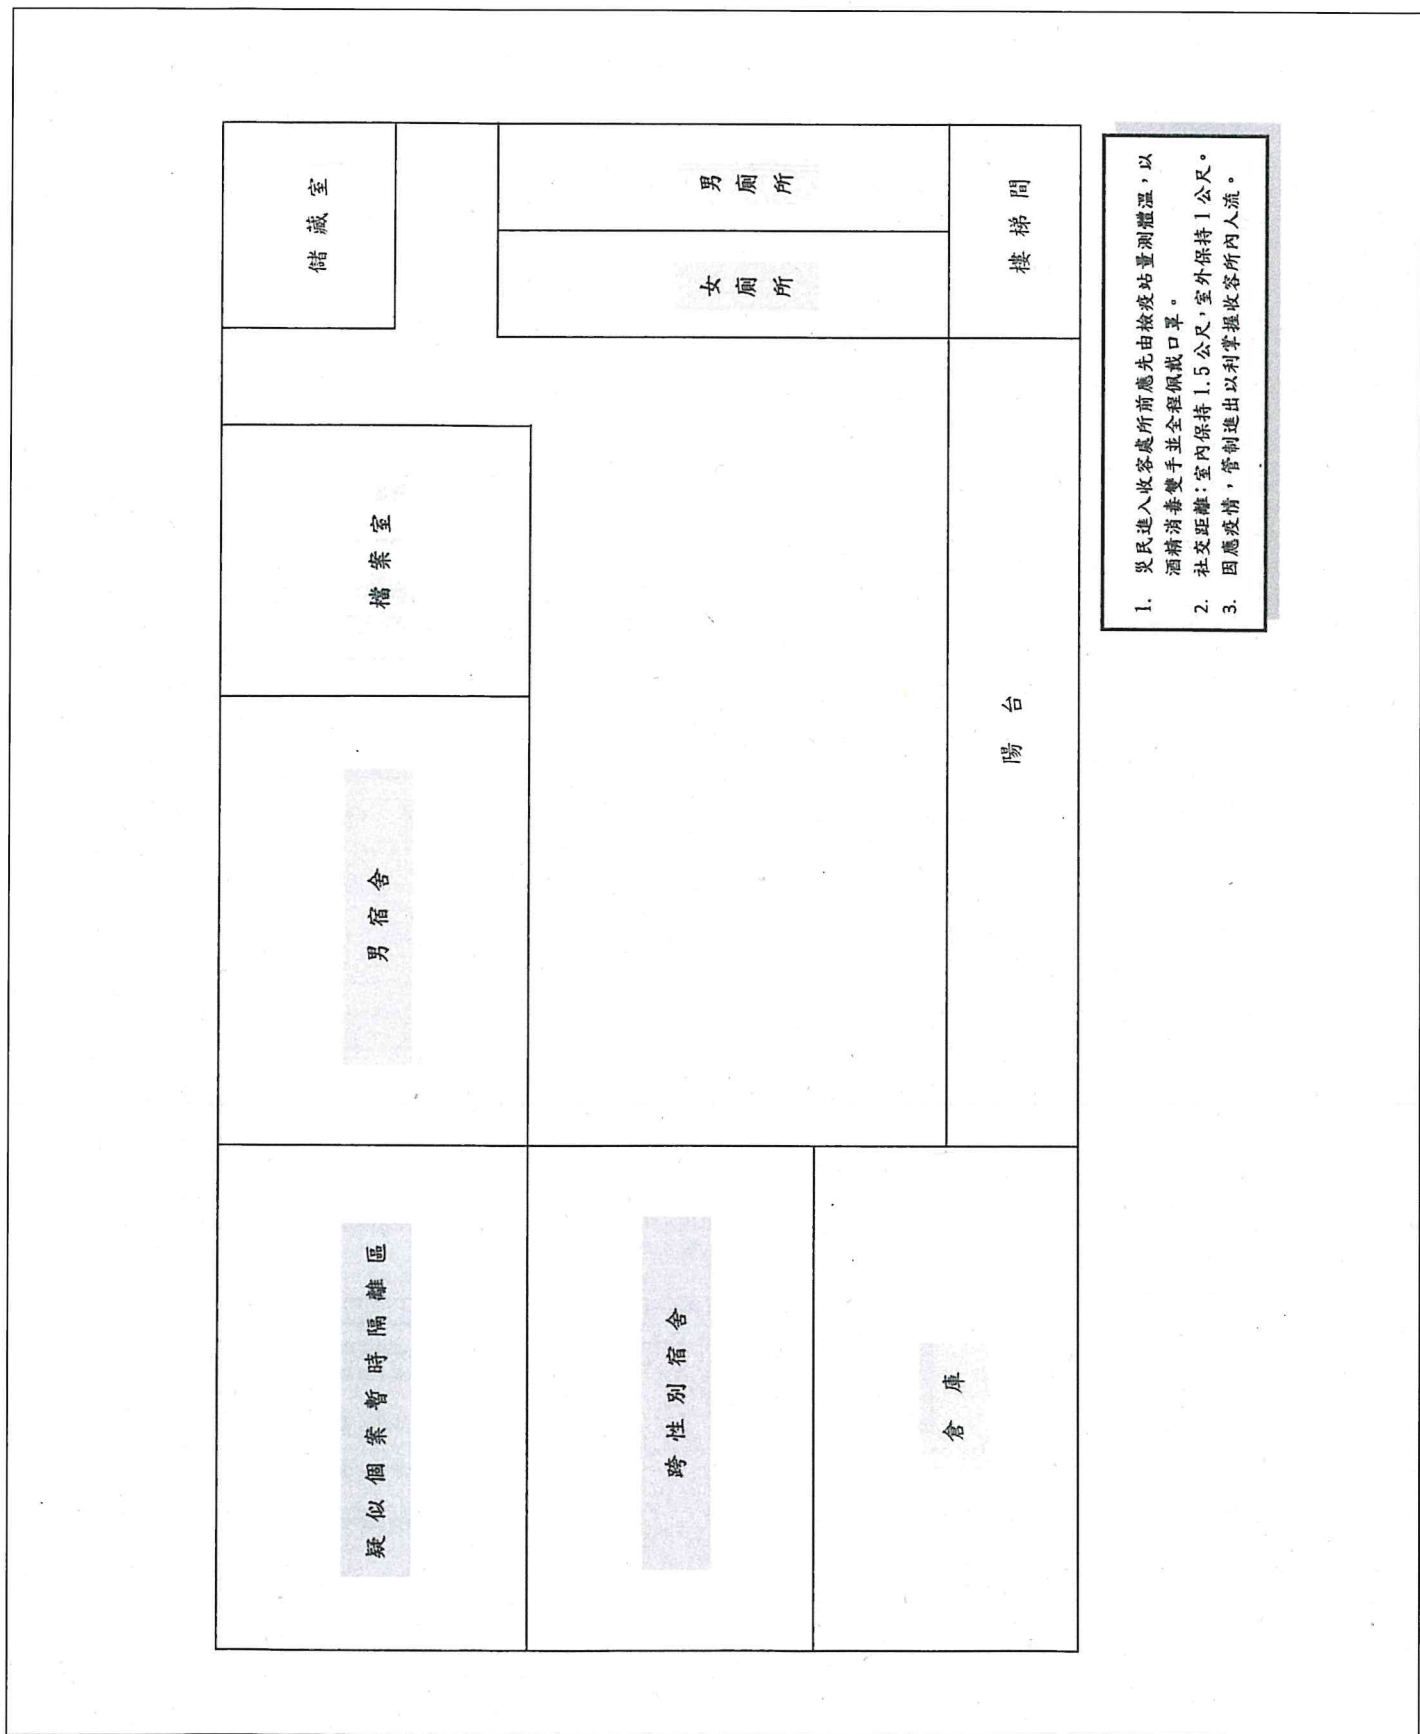 疑似個案暫時隔離區
男宿舍
檔案室
儲藏室
跨性別宿舍
男廁所
女廁所
倉庫
陽台
樓梯間
1. 災民進入收容處所前應先由檢疫站量測體溫，以
酒精消毒雙手並全程佩戴口罩。
2. 社交距離：室內保持1.5公尺，室外保持1公尺。
3. 因應疫情，管制進出以利掌握收容所內人流。